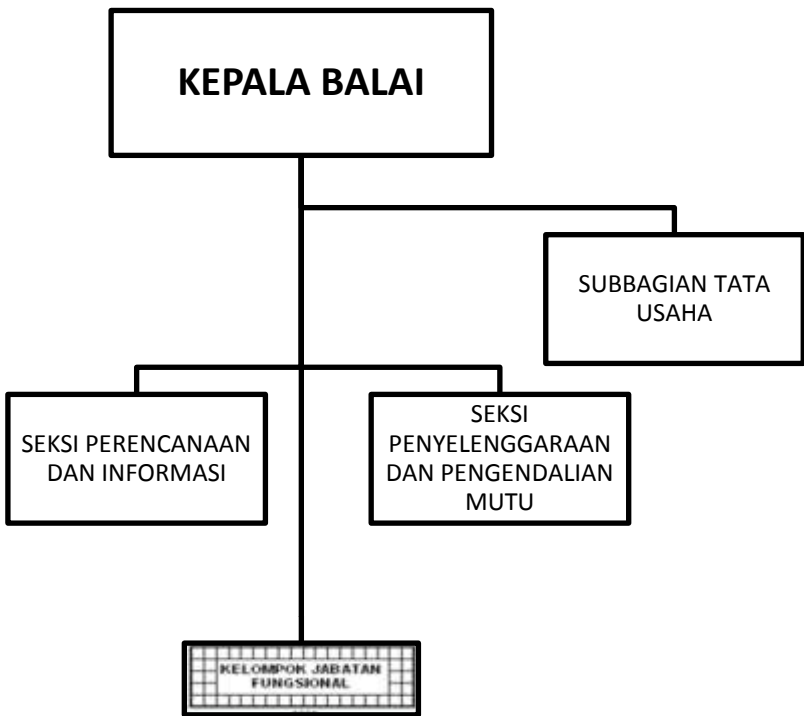 KEPALA BALAI
SUBBAGIAN TATA
USAHA
SEKSI PERENCANAAN
DAN INFORMASI
SEKSI
PENYELENGGARAAN
DAN PENGENDALIAN
MUTU
KELOMPOK JABATAN
FUNGSIONAL